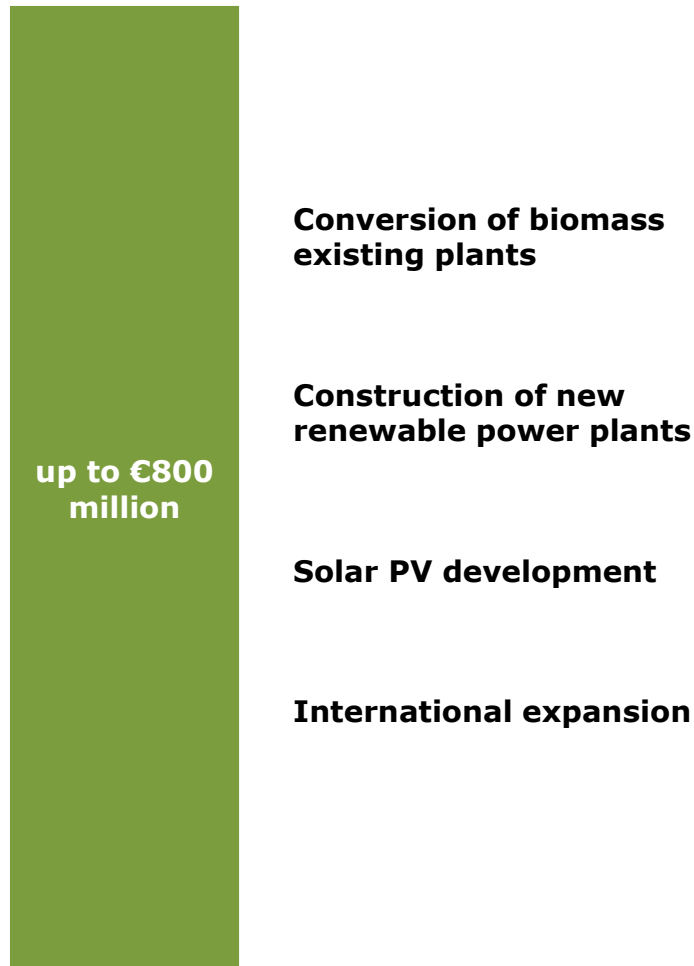 up to €800
million
Conversion of biomass
existing plants
Construction of new
renewable power plants
Solar PV development
International expansion